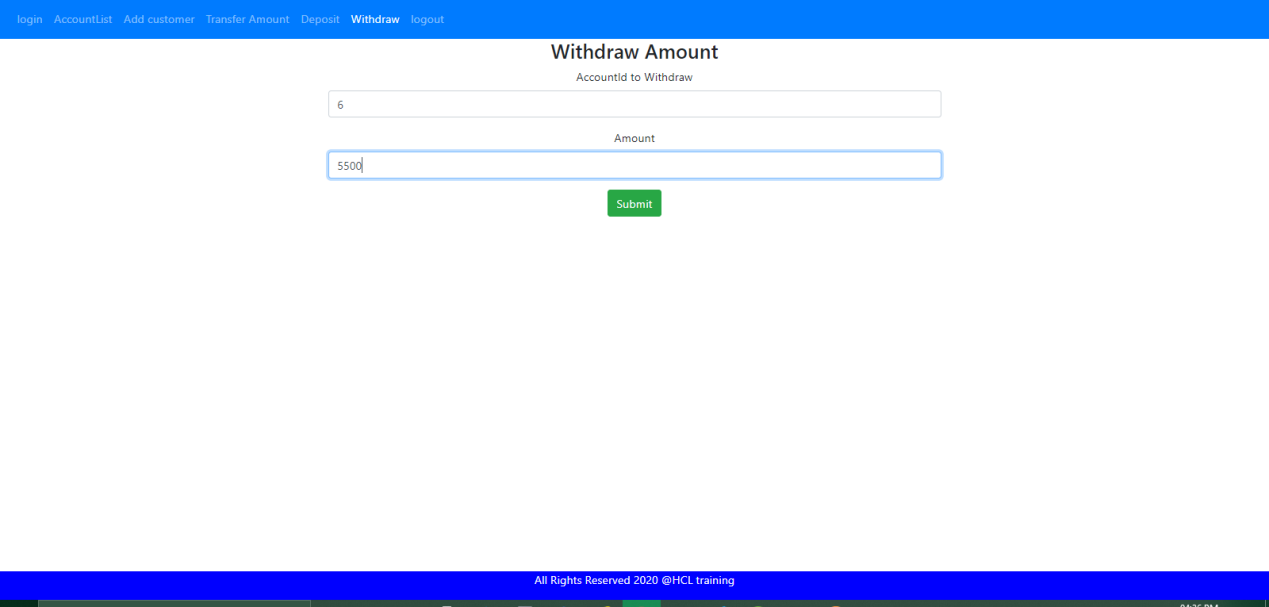 login AccountList Add customer Transfer Amount Deposit Withdraw logout
Withdraw Amount
AccountId to Withdraw
6
Amount
5500
Submit
All Rights Reserved 2020 @HCL training